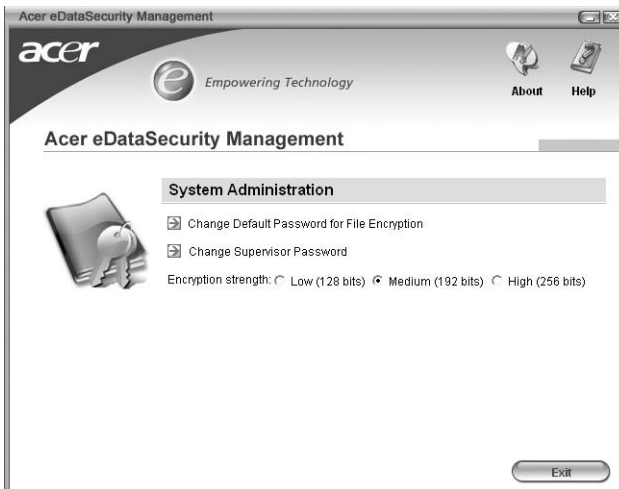 Acer eDataSecurity Management
acer
e Empowering Technology
About Help
Acer eDataSecurity Management
System Administration
Change Default Password for File Encryption
Change Supervisor Password
Encryption strength: Low (128 bits) Medium (192 bits) High (256 bits)
Exit